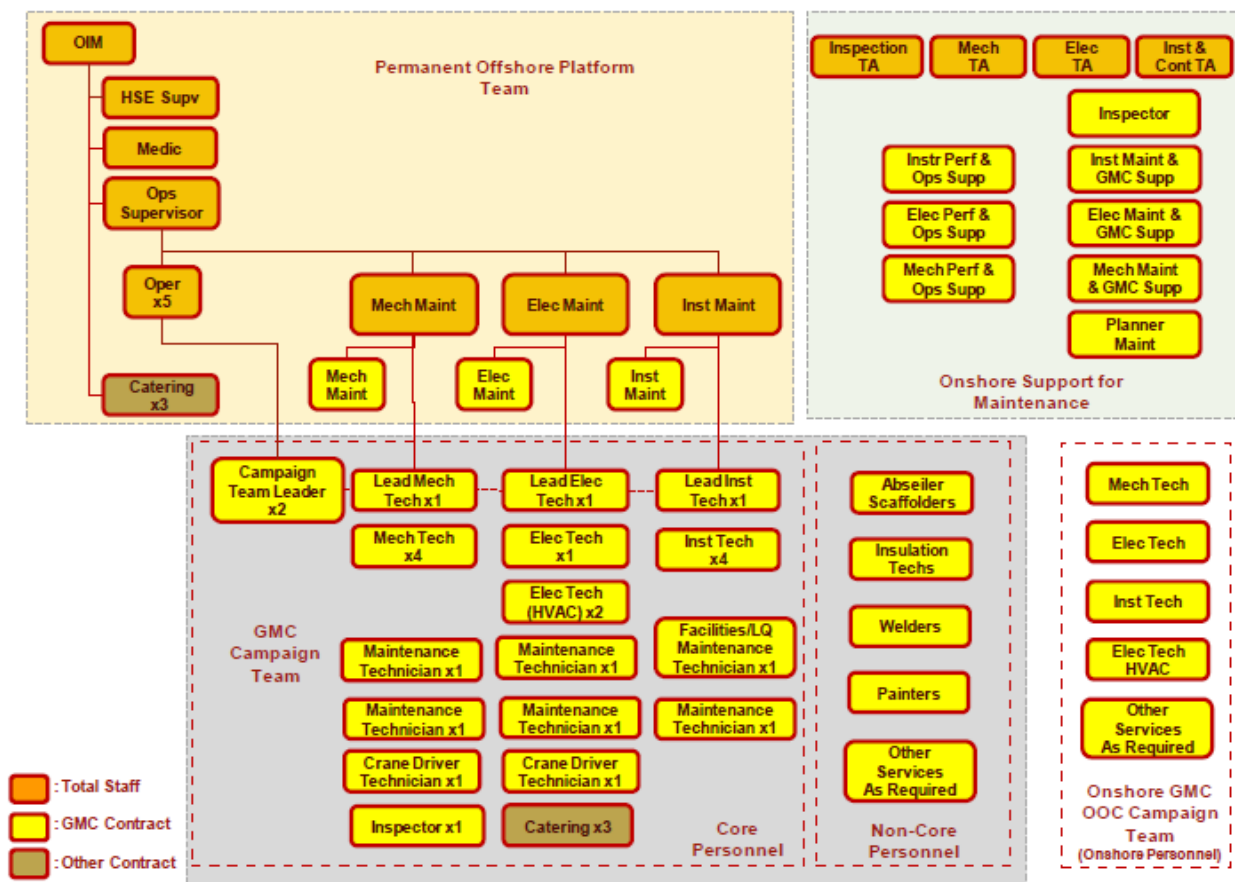 OIM
HSE Supv
Medic
Ops
Supervisor
Oper
x5
Catering
x3
Permanent Offshore Platform
Team
Mech Maint
Elec Maint
Inst Maint
Mech
Maint
Elec
Maint
Inst
Maint
Inspection
TA
Mech
TA
Elec
TA
Inst &
Cont TA
Inspector
Instr Perf &
Ops Supp
Inst Maint &
GMC Supp
Elec Perf &
Ops Supp
Elec Maint &
GMC Supp
Mech Perf &
Ops Supp
Mech Maint
& GMC Supp
Planner
Maint
Onshore Support for
Maintenance
Campaign
Team Leader
x2
Lead Mech
Tech x1
Lead Elec
Tech x1
Lead Inst
Tech x1
Mech Tech
x4
Elec Tech
x1
Inst Tech
x4
Elec Tech
(HVAC) x2
GMC
Campaign
Team
Maintenance
Technician x1
Maintenance
Technician x1
Facilities/LQ
Maintenance
Technician x1
Maintenance
Technician x1
Maintenance
Technician x1
Maintenance
Technician x1
Crane Driver
Technician x1
Crane Driver
Technician x1
Inspector x1
Catering x3
Core
Personnel
Abseiler
Scaffolders
Insulation
Techs
Welders
Painters
Other
Services
As Required
Non-Core
Personnel
Mech Tech
Elec Tech
Inst Tech
Elec Tech
HVAC
Other
Services
As Required
Onshore GMC
OOC Campaign
Team
(Onshore Personnel)
: Total Staff
: GMC Contract
: Other Contract